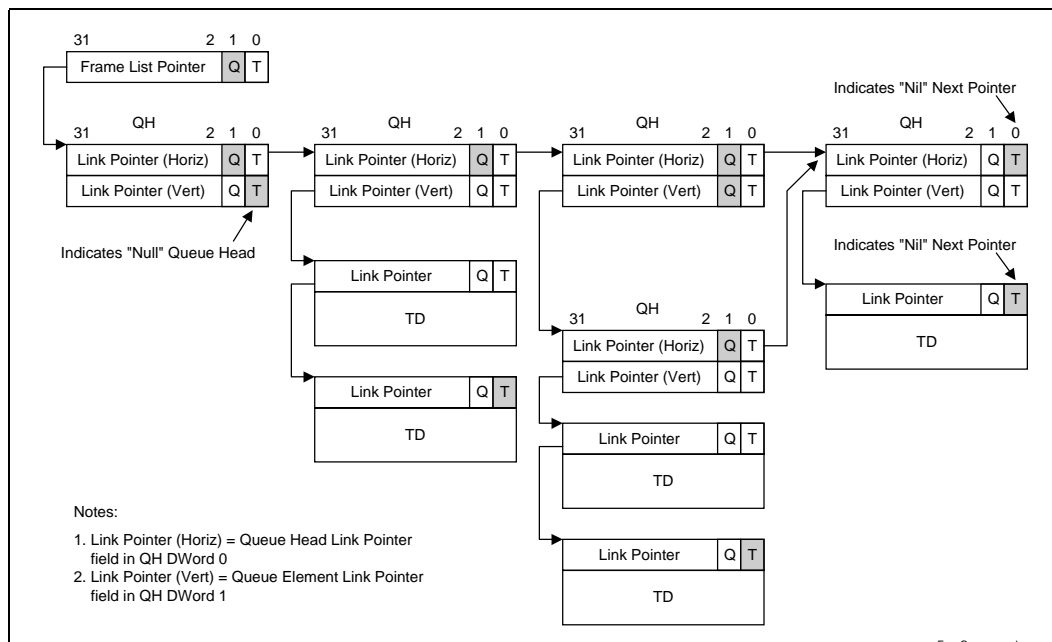 31 2 1 0
Frame List Pointer Q T
Indicates "Nil" Next Pointer
QH
31 2 1 0
Link Pointer (Horiz) Q T
Link Pointer (Vert) Q T
Indicates "Null" Queue Head
QH
2 1 0
Link Pointer (Horiz) Q T
Link Pointer (Vert) Q T
Link Pointer Q T
TD
Link Pointer Q T
TD
QH
31 2 1 0
Link Pointer (Horiz) Q T
Link Pointer (Vert) Q T
QH
31 2 1 0
Link Pointer (Horiz) Q T
Link Pointer (Vert) Q T
Link Pointer Q T
TD
Link Pointer Q T
TD
QH
31 2 1 0
Link Pointer (Horiz) Q T
Link Pointer (Vert) Q T
Indicates "Nil" Next Pointer
Link Pointer Q T
TD
Notes:
1. Link Pointer (Horiz) = Queue Head Link Pointer
field in QH DWord 0
2. Link Pointer (Vert) = Queue Element Link Pointer
field in QH DWord 1